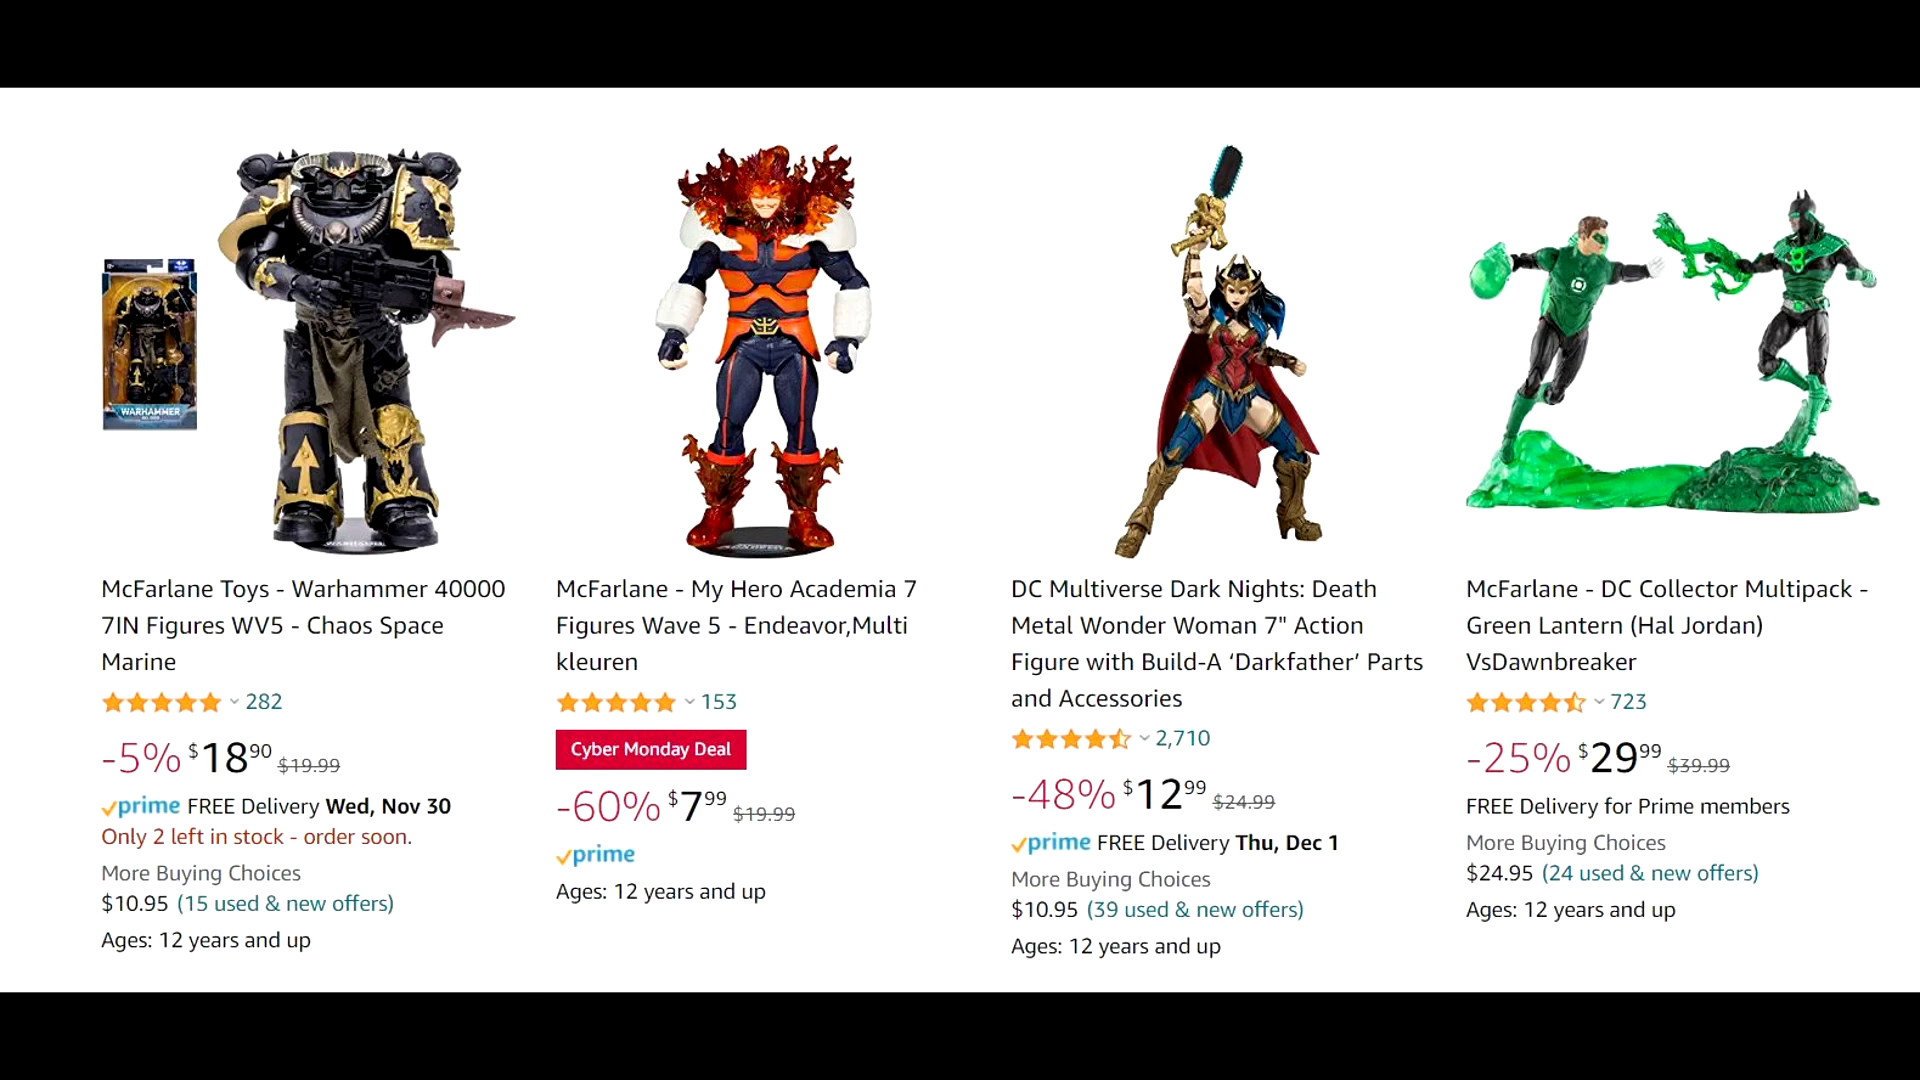 WARHAMMER
McFarlane Toys - Warhammer 40000
7IN Figures WV5 - Chaos Space
Marine
282
-5% $18 90 $19.99
prime FREE Delivery Wed, Nov 30
Only 2 left in stock - order soon.
More Buying Choices
$10.95 (15 used & new offers)
Ages: 12 years and up
McFarlane - My Hero Academia 7
Figures Wave 5 - Endeavor,Multi
kleuren
153
Cyber Monday Deal
-60% $7 99 $19.99
prime
Ages: 12 years and up
DC Multiverse Dark Nights: Death
Metal Wonder Woman 7" Action
Figure with Build-A ‘Darkfather’ Parts
and Accessories
2,710
-48% $12 99 $24.99
prime FREE Delivery Thu, Dec 1
More Buying Choices
$10.95 (39 used & new offers)
Ages: 12 years and up
McFarlane - DC Collector Multipack -
Green Lantern (Hal Jordan)
VsDawnbreaker
723
-25% $29 99 $39.99
FREE Delivery for Prime members
More Buying Choices
$24.95 (24 used & new offers)
Ages: 12 years and up